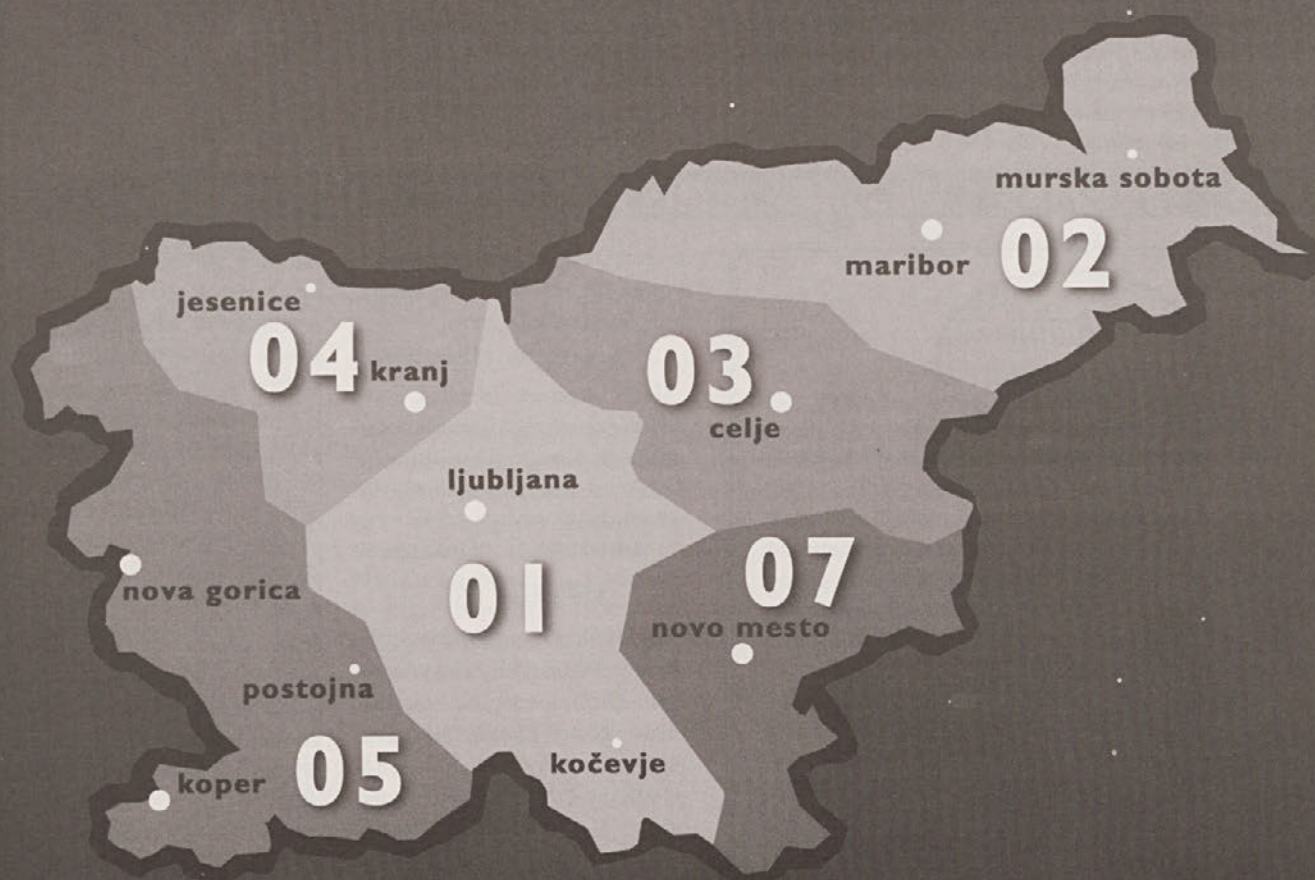 murska sobota
maribor 02
jesenice
04 kranj
03
celje
ljubljana
nova gorica
01
07
novo mesto
postojna
koper 05
kočevje